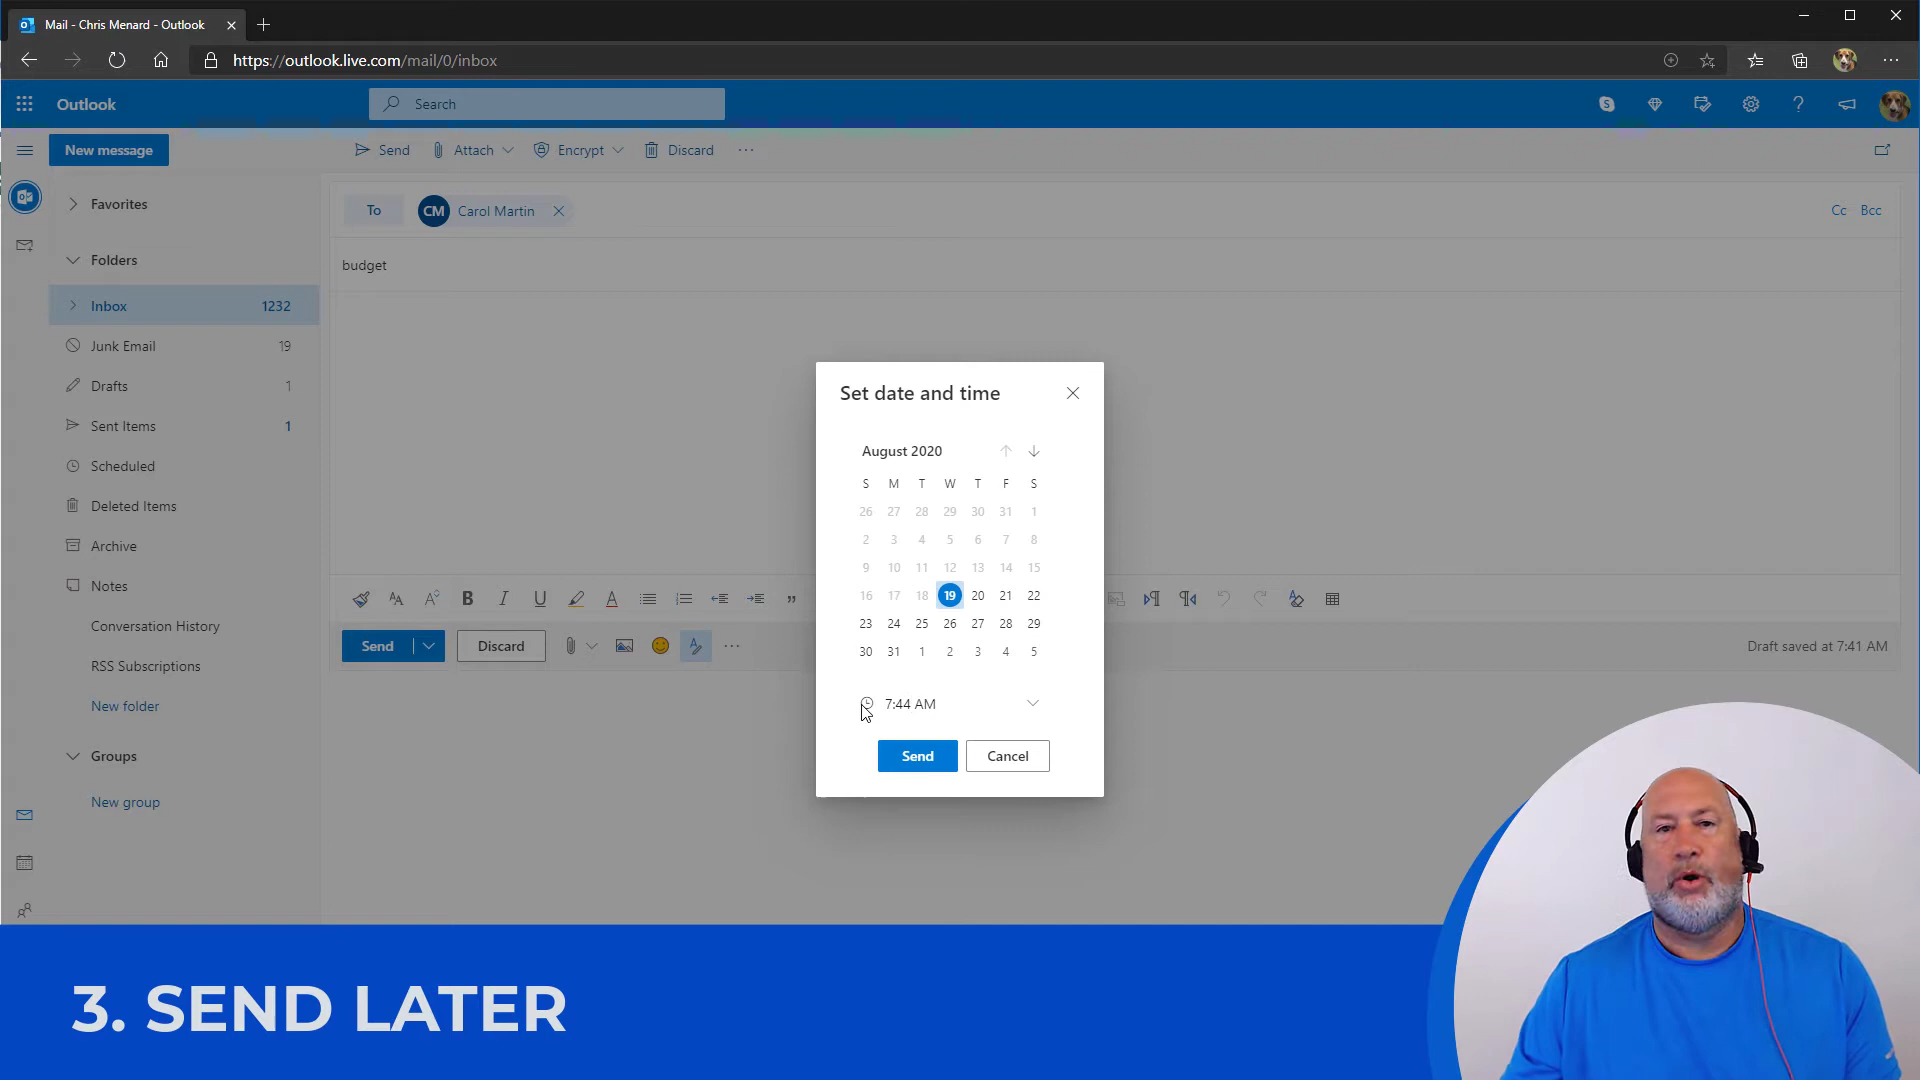 Mail - Chris Menard - Outlook
https://outlook.live.com/mail/0/inbox
Outlook
Search
New message
Send
Attach
Encrypt
Discard
Favorites
Folders
Inbox 1232
Junk Email 19
Drafts 1
Sent Items 1
Scheduled
Deleted Items
Archive
Notes
Conversation History
RSS Subscriptions
New folder
Groups
New group
To
CM
Carol Martin
Cc Bcc
budget
B I U A
Send
Discard
Draft saved at 7:41 AM
Set date and time
August 2020
S M T W T F S
26 27 28 29 30 31 1
2 3 4 5 6 7 8
9 10 11 12 13 14 15
16 17 18 19 20 21 22
23 24 25 26 27 28 29
30 31 1 2 3 4 5
7:44 AM
Send Cancel
3. SEND LATER